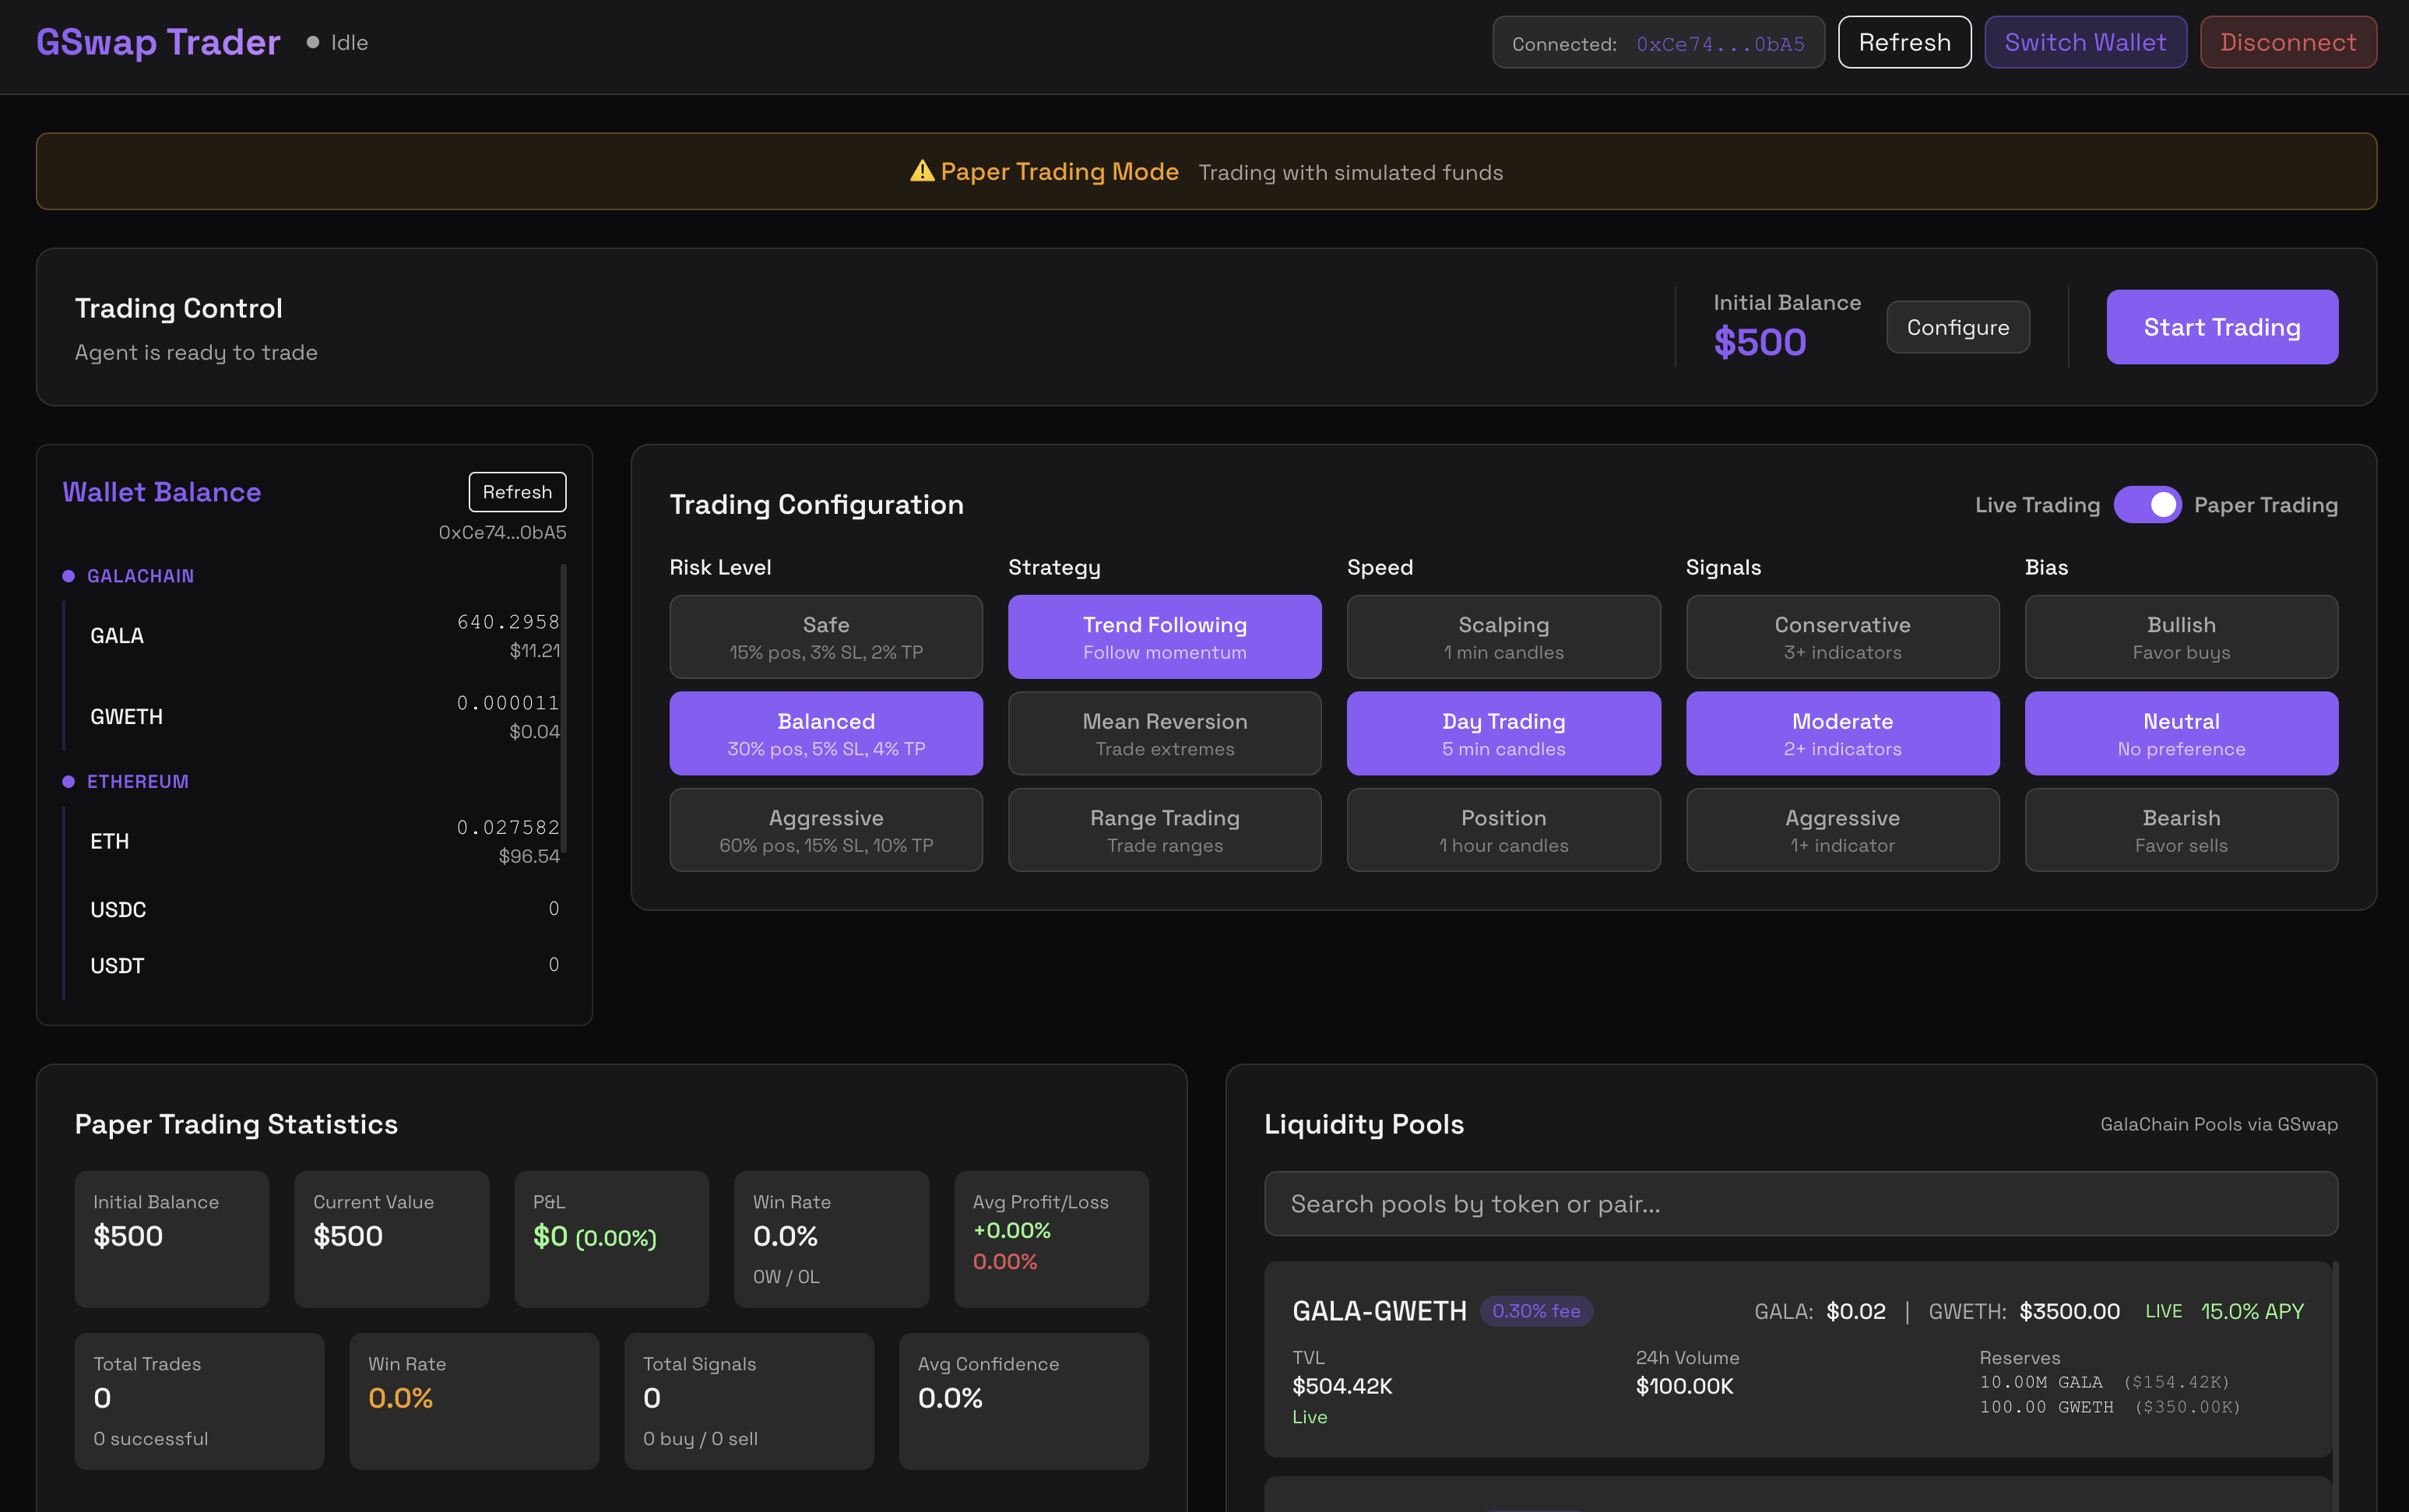 GSwap Trader
Idle
Connected: 0xCe74...0bA5
Refresh
Switch Wallet
Disconnect
⚠️ Paper Trading Mode Trading with simulated funds
Trading Control
Agent is ready to trade
Initial Balance
$500
Configure
Start Trading
Wallet Balance
Refresh
0xCe74...0bA5
GALACHAIN
GALA
640.2958
$11.21
GWETH
0.000011
$0.04
ETHEREUM
ETH
0.027582
$96.54
USDC
0
USDT
0
Trading Configuration
Live Trading
Paper Trading
Risk Level
Safe
15% pos, 3% SL, 2% TP
Balanced
30% pos, 5% SL, 4% TP
Aggressive
60% pos, 15% SL, 10% TP
Strategy
Trend Following
Follow momentum
Mean Reversion
Trade extremes
Range Trading
Trade ranges
Speed
Scalping
1 min candles
Day Trading
5 min candles
Position
1 hour candles
Signals
Conservative
3+ indicators
Moderate
2+ indicators
Aggressive
1+ indicator
Bias
Bullish
Favor buys
Neutral
No preference
Bearish
Favor sells
Paper Trading Statistics
Initial Balance
$500
Current Value
$500
P&L
$0 (0.00%)
Win Rate
0.0%
0W / 0L
Avg Profit/Loss
+0.00%
0.00%
Total Trades
0
0 successful
Win Rate
0.0%
Total Signals
0
0 buy / 0 sell
Avg Confidence
0.0%
Liquidity Pools
GalaChain Pools via GSwap
Search pools by token or pair...
GALA-GWETH 0.30% fee
GALA: $0.02 | GWETH: $3500.00 LIVE 15.0% APY
TVL
$504.42K
Live
24h Volume
$100.00K
Reserves
10.00M GALA ($154.42K)
100.00 GWETH ($350.00K)